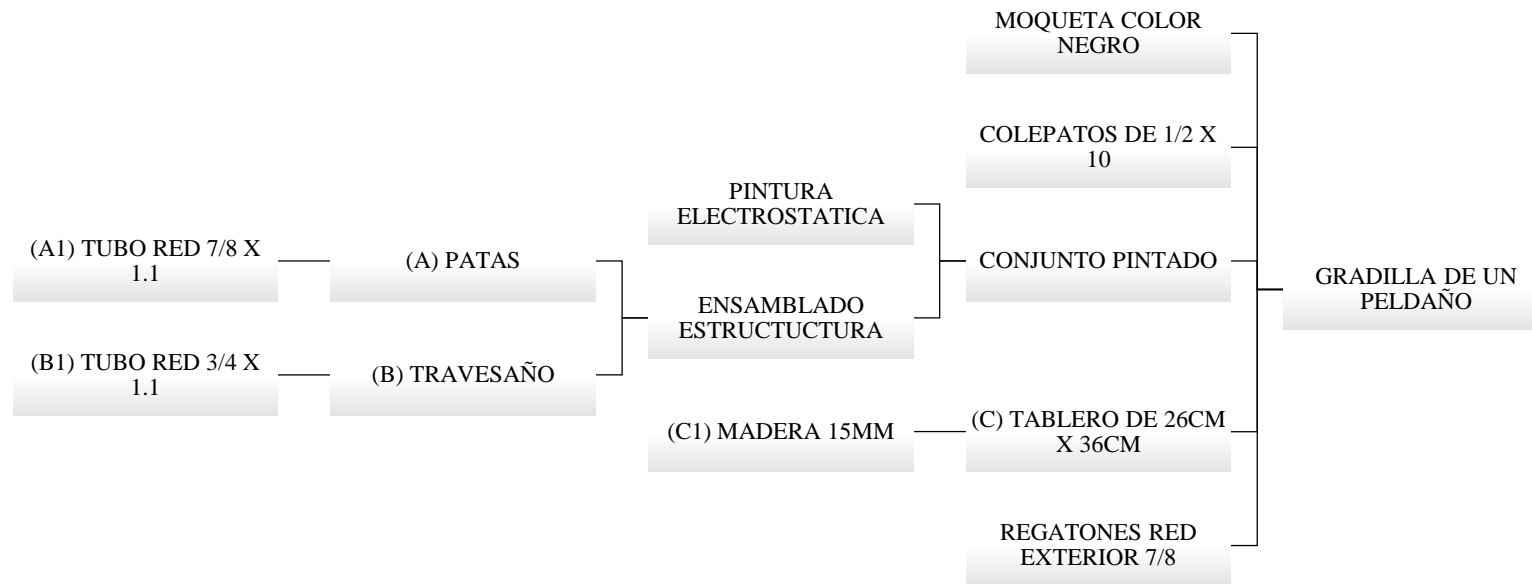 MOQUETA COLOR
NEGRO
COLEPATOS DE 1/2 X
10
PINTURA
ELECTROSTATICA
(A1) TUBO RED 7/8 X
1.1
(A) PATAS
CONJUNTO PINTADO
GRADILLA DE UN
PELDAÑO
ENSAMBLADO
ESTRUCTUCTURA
(B1) TUBO RED 3/4 X
1.1
(B) TRAVESAÑO
(C1) MADERA 15MM
(C) TABLERO DE 26CM
X 36CM
REGATONES RED
EXTERIOR 7/8